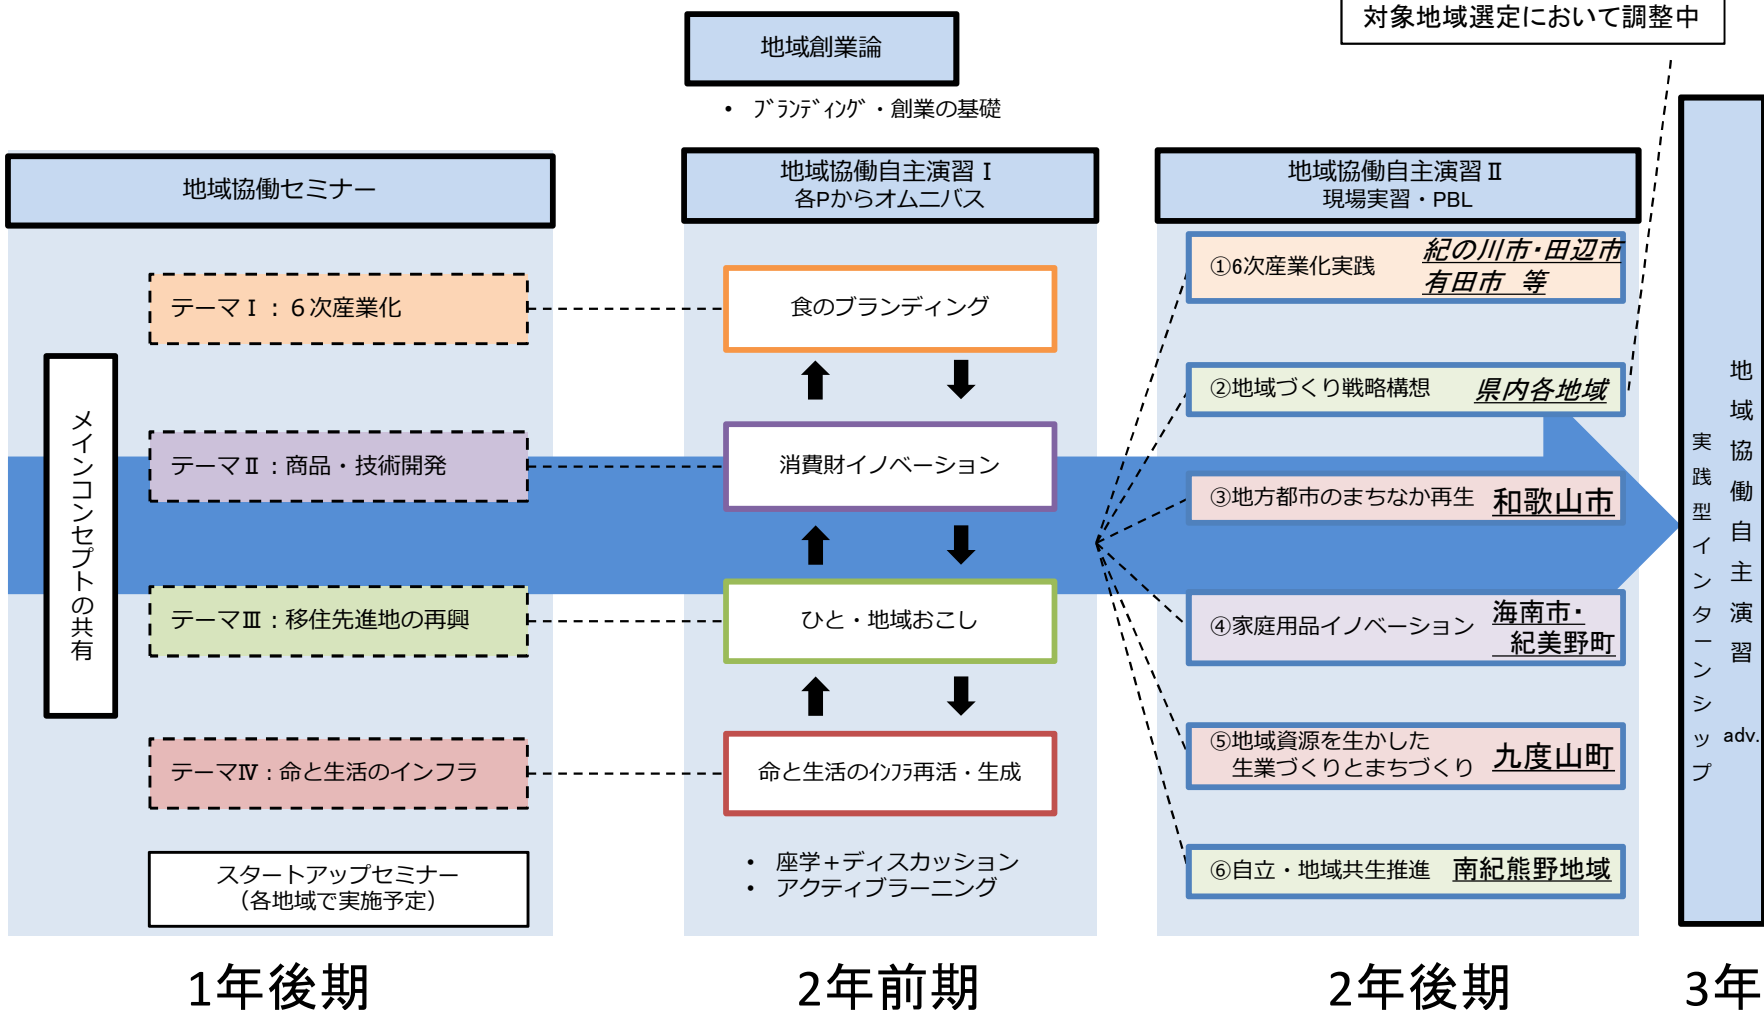 対象地域選定において調整中
地域創業論
• ﾌﾞﾗﾝﾃﾞｨﾝｸﾞ・創業の基礎
地域協働セミナー
テーマⅠ：６次産業化
テーマⅡ：商品・技術開発
テーマⅢ：移住先進地の再興
テーマⅣ：命と生活のインフラ
メインコンセプトの共有
スタートアップセミナー
（各地域で実施予定）
地域協働自主演習Ⅰ
各Pからオムニバス
食のブランディング
消費財イノベーション
ひと・地域おこし
命と生活のｲﾝﾌﾗ再活・生成
• 座学＋ディスカッション
• アクティブラーニング
地域協働自主演習Ⅱ
現場実習・PBL
①6次産業化実践 紀の川市・田辺市
有田市 等
②地域づくり戦略構想 県内各地域
③地方都市のまちなか再生 和歌山市
④家庭用品イノベーション 海南市・
紀美野町
⑤地域資源を生かした
生業づくりとまちづくり 九度山町
⑥自立・地域共生推進 南紀熊野地域
地域協働自主演習 adv.
実践型インターンシップ
1年後期
2年前期
2年後期
3年